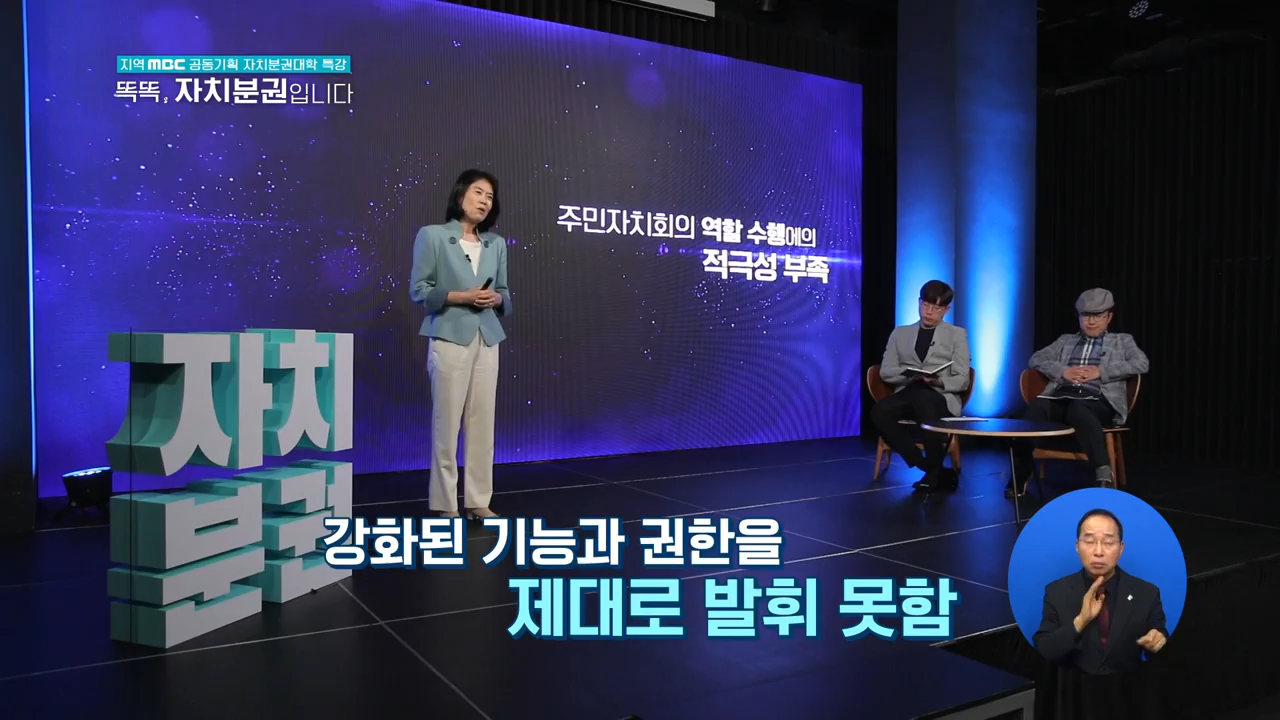 지역 MBC 공동기획 자치분권대학 특강
똑똑, 자치분권입니다
주민자치회의 역할 수행에의
적극성 부족
자치
분권
강화된 기능과 권한을
제대로 발휘 못함